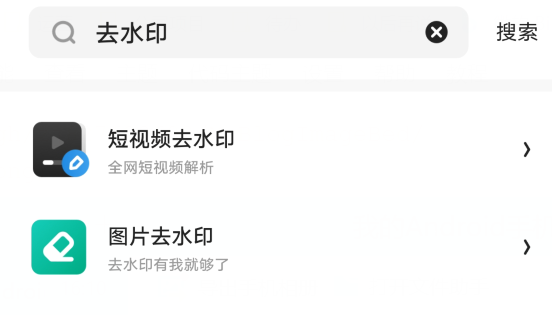 去水印
搜索
短视频去水印
全网短视频解析
图片去水印
去水印有我就够了